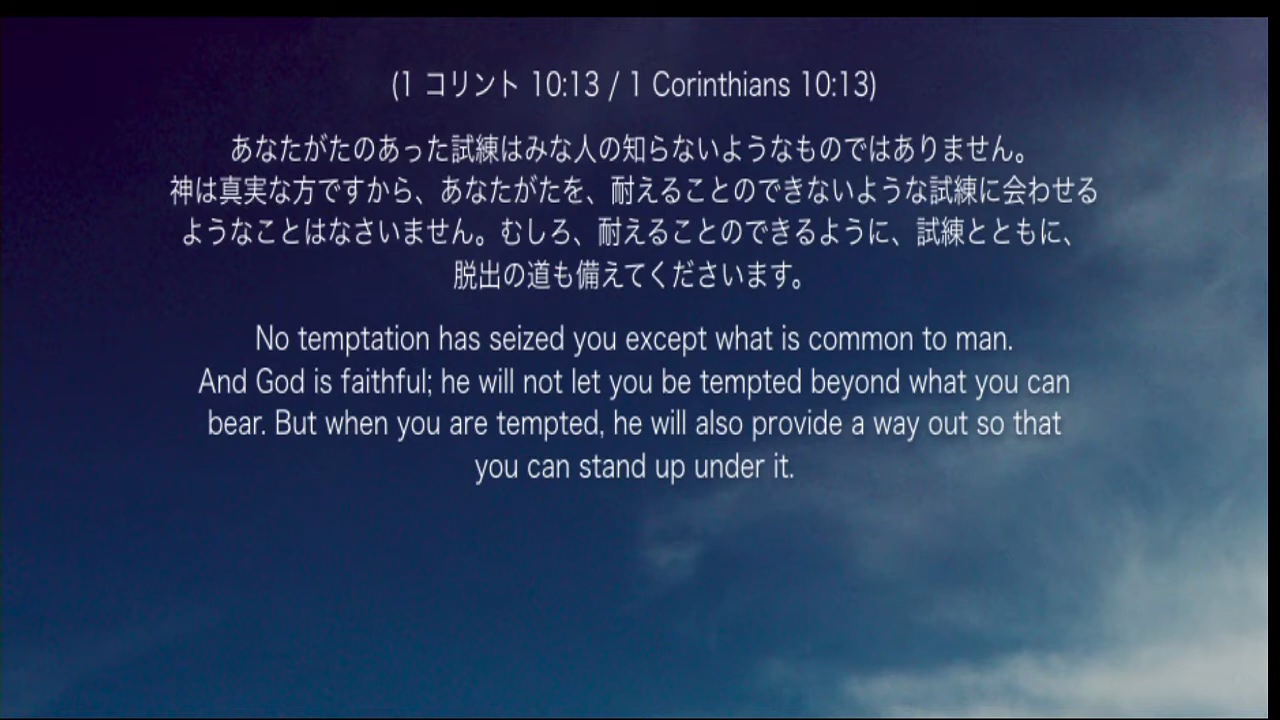 (1 コリント 10:13 / 1 Corinthians 10:13)
あなたがたのあった試練はみな人の知らないようなものではありません。
神は真実な方ですから、あなたがたを、耐えることのできないような試練に会わせる
ようなことはなさいません。むしろ、耐えることのできるように、試練とともに、
脱出の道も備えてくださいます。
No temptation has seized you except what is common to man.
And God is faithful; he will not let you be tempted beyond what you can
bear. But when you are tempted, he will also provide a way out so that
you can stand up under it.